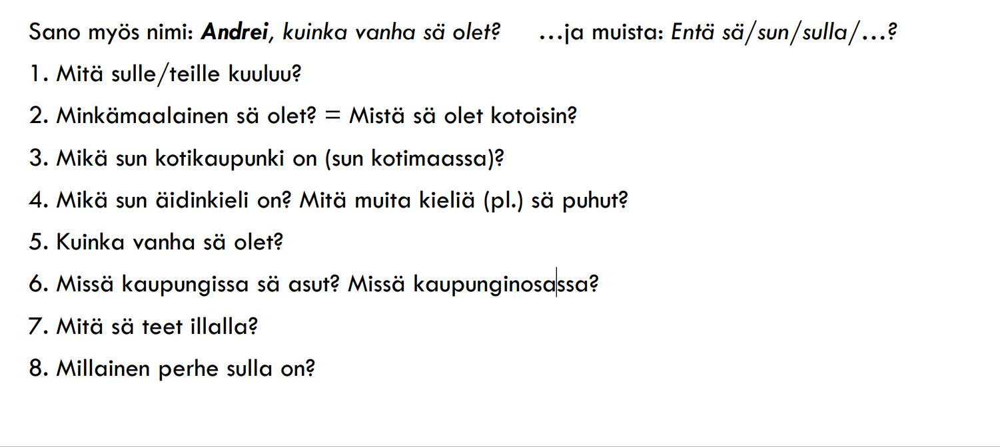 Sano myös nimi: Andrei, kuinka vanha sä olet? ...ja muista: Entä sä/sun/sulla/...?
1. Mitä sulle/teille kuuluu?
2. Minkämaalainen sä olet? = Mistä sä olet kotoisin?
3. Mikä sun kotikaupunki on (sun kotimaassa)?
4. Mikä sun äidinkieli on? Mitä muita kieliä (pl.) sä puhut?
5. Kuinka vanha sä olet?
6. Missä kaupungissa sä asut? Missä kaupunginosassa?
7. Mitä sä teet illalla?
8. Millainen perhe sulla on?